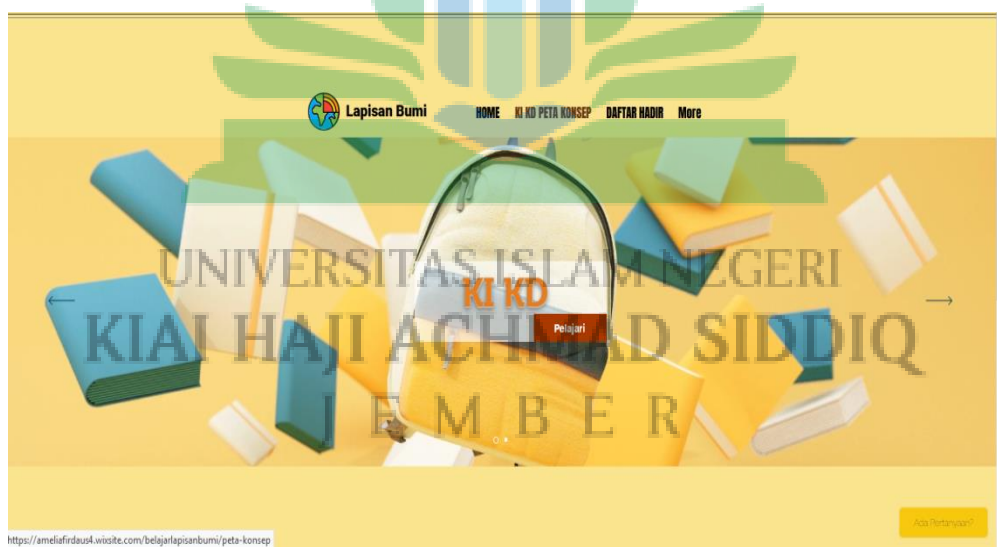 Lapisan Bumi HOME KI KD PETA KONSEP DAFTAR HADIR More
UNIVERSITAS ISLAM NEGERI
KI KD
Pelajari
KIAI HAJI ACHMAD SIDDIQ
JEMBER
Ada Pertanyaan?
https://ameliafirdaus4.wixsite.com/belajarlapisanbumi/peta-konsep